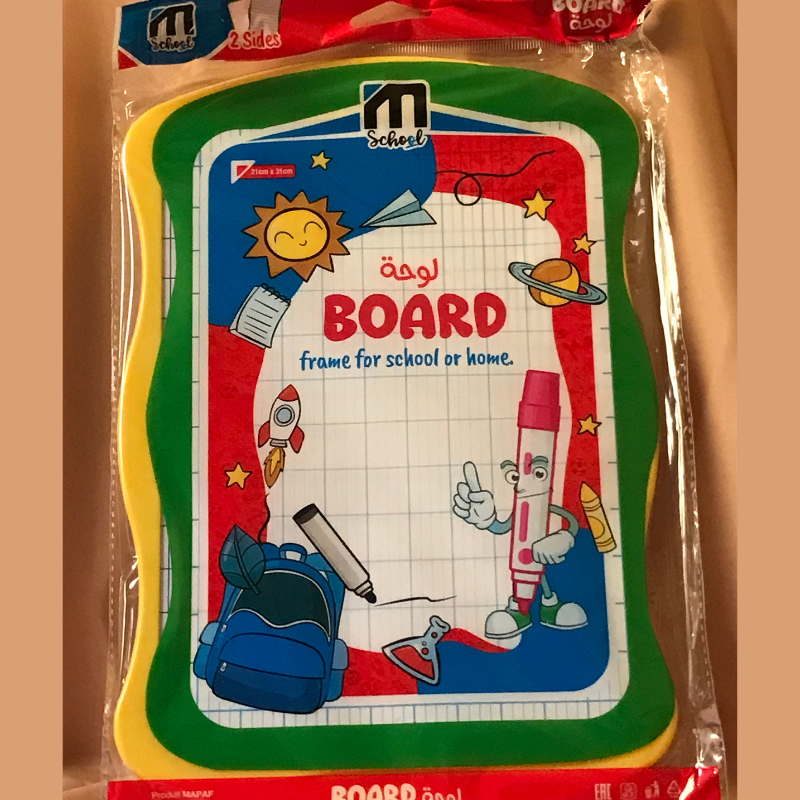 M
School
2 Sides
BOARD
لوحة
M
School
21cm x 31cm
لوحة
BOARD
frame for school or home.
Produit MAPAF
BOARD لوحة
EAC